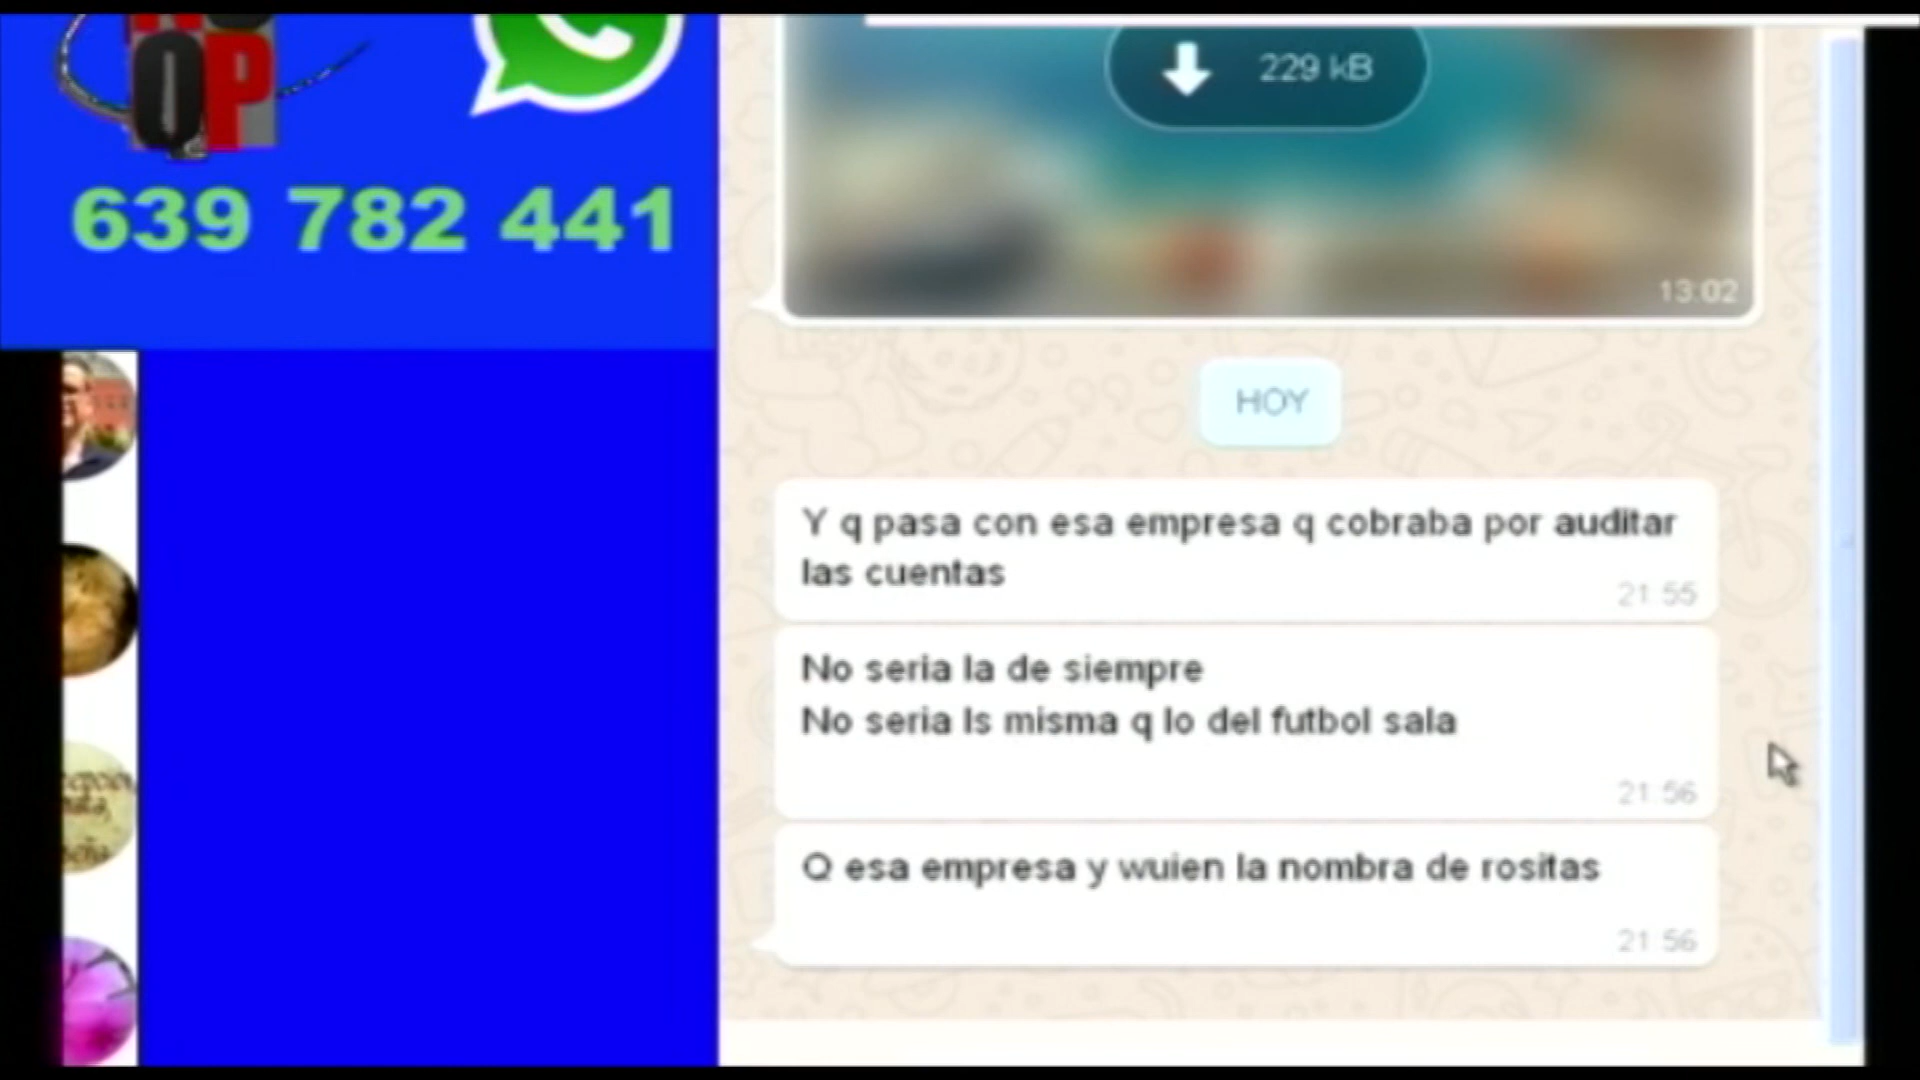 QP
639 782 441
229 kB
13:02
HOY
Y q pasa con esa empresa q cobraba por auditar
las cuentas
21:55
No seria la de siempre
No seria ls misma q lo del futbol sala
21:56
Q esa empresa y wuien la nombra de rositas
21:56